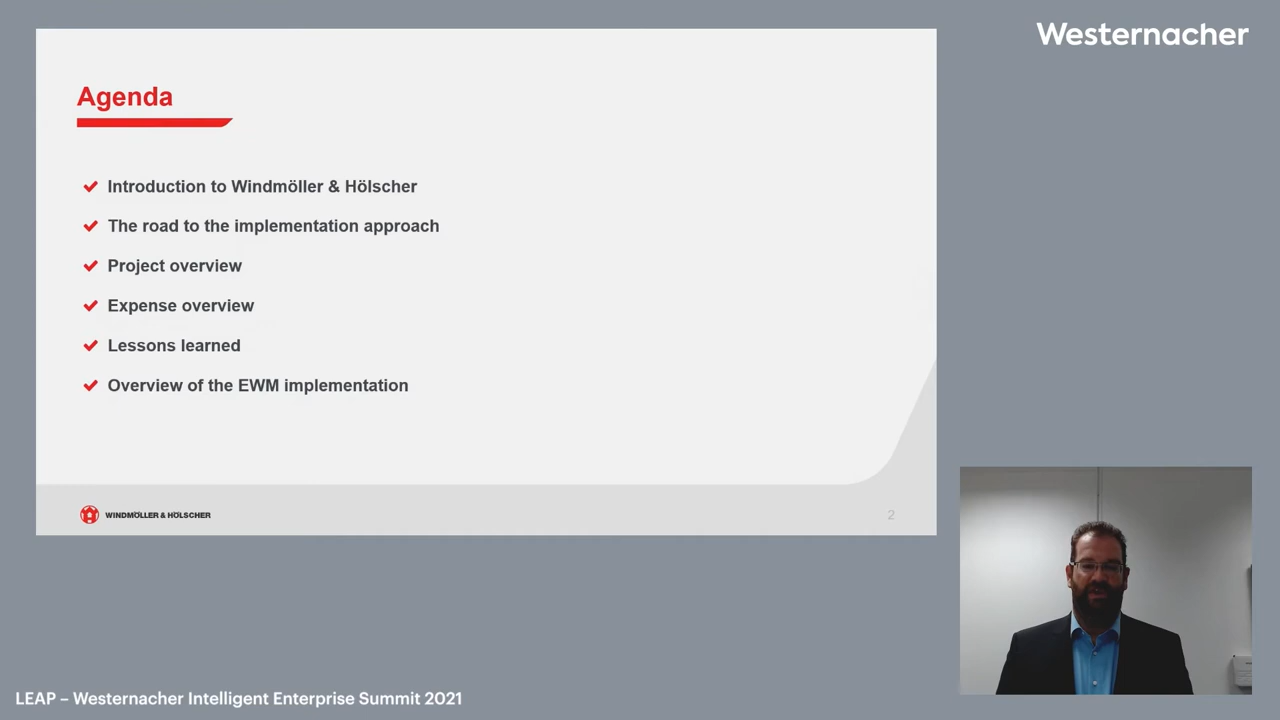 Westernacher
Agenda
Introduction to Windmöller & Hölscher
The road to the implementation approach
Project overview
Expense overview
Lessons learned
Overview of the EWM implementation
WINDMÖLLER & HÖLSCHER
2
LEAP – Westernacher Intelligent Enterprise Summit 2021